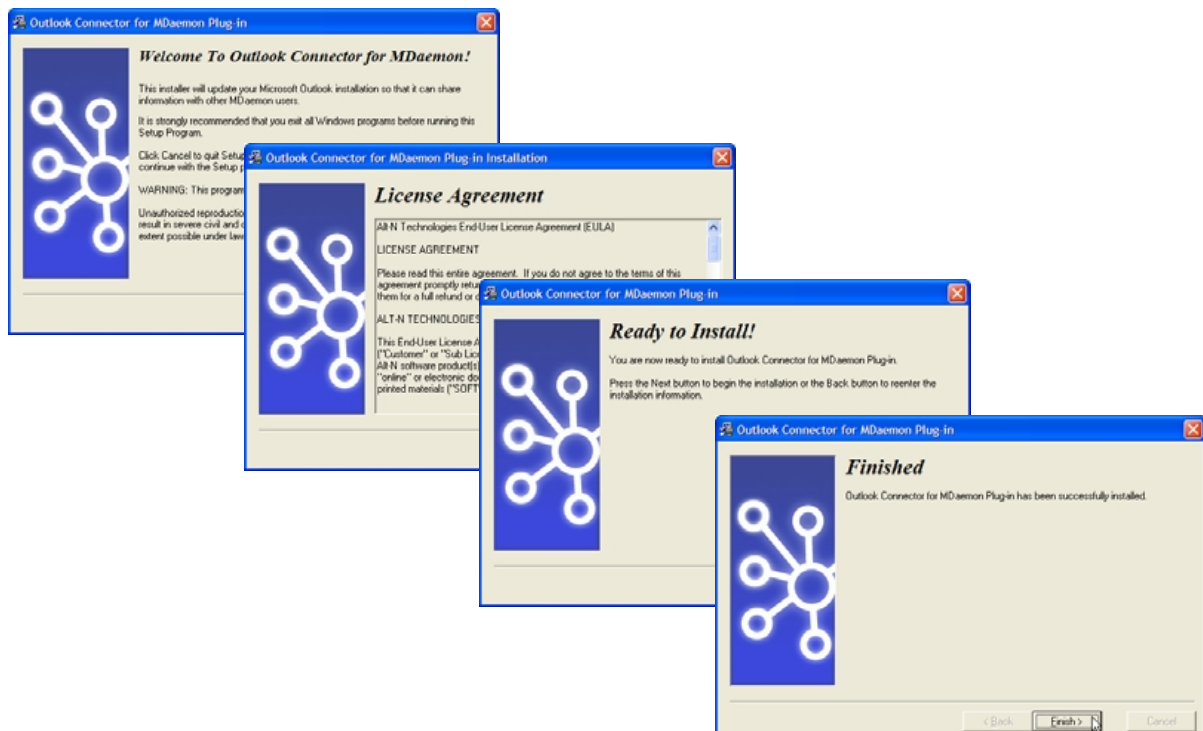 Outlook Connector for MDaemon Plug-in
Welcome To Outlook Connector for MDaemon!
This installer will update your Microsoft Outlook installation so that it can share
information with other MDaemon users.
It is strongly recommended that you exit all Windows programs before running this
Setup Program.
Click Cancel to quit Setup
continue with the Setup
WARNING: This program
Unauthorized
result in severe civil and
extent possible under law
Outlook Connector for MDaemon Plug-in Installation
License Agreement
Alt-N Technologies End-User License Agreement (EULA)
LICENSE AGREEMENT
Please read this entire agreement. If you do not agree to the terms of this
agreement promptly
them for a full refund or
ALT-N TECHNOLOGIES
This End-User License
("Customer" or "Sub
Alt-N software product(s)
"online" or electronic
printed materials
Outlook Connector for MDaemon Plug-in
Ready to Install!
You are now ready to install Outlook Connector for MDaemon Plug-in.
Press the Next button to begin the installation or the Back button to reenter the
installation information.
Outlook Connector for MDaemon Plug-in
Finished
Outlook Connector for MDaemon Plug-in has been successfully installed.
< Back
Finish >
Cancel